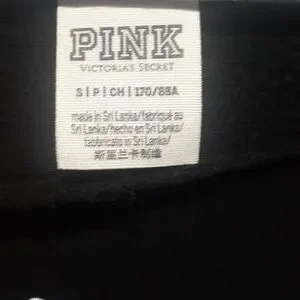 PINK
VICTORIA'S SECRET
S | P | CH | 170/88A
made in Sri Lanka/fabriqué au
Sri Lanka/hecho en Sri Lanka/
fabbricato in Sri Lanka/
斯里兰卡制造